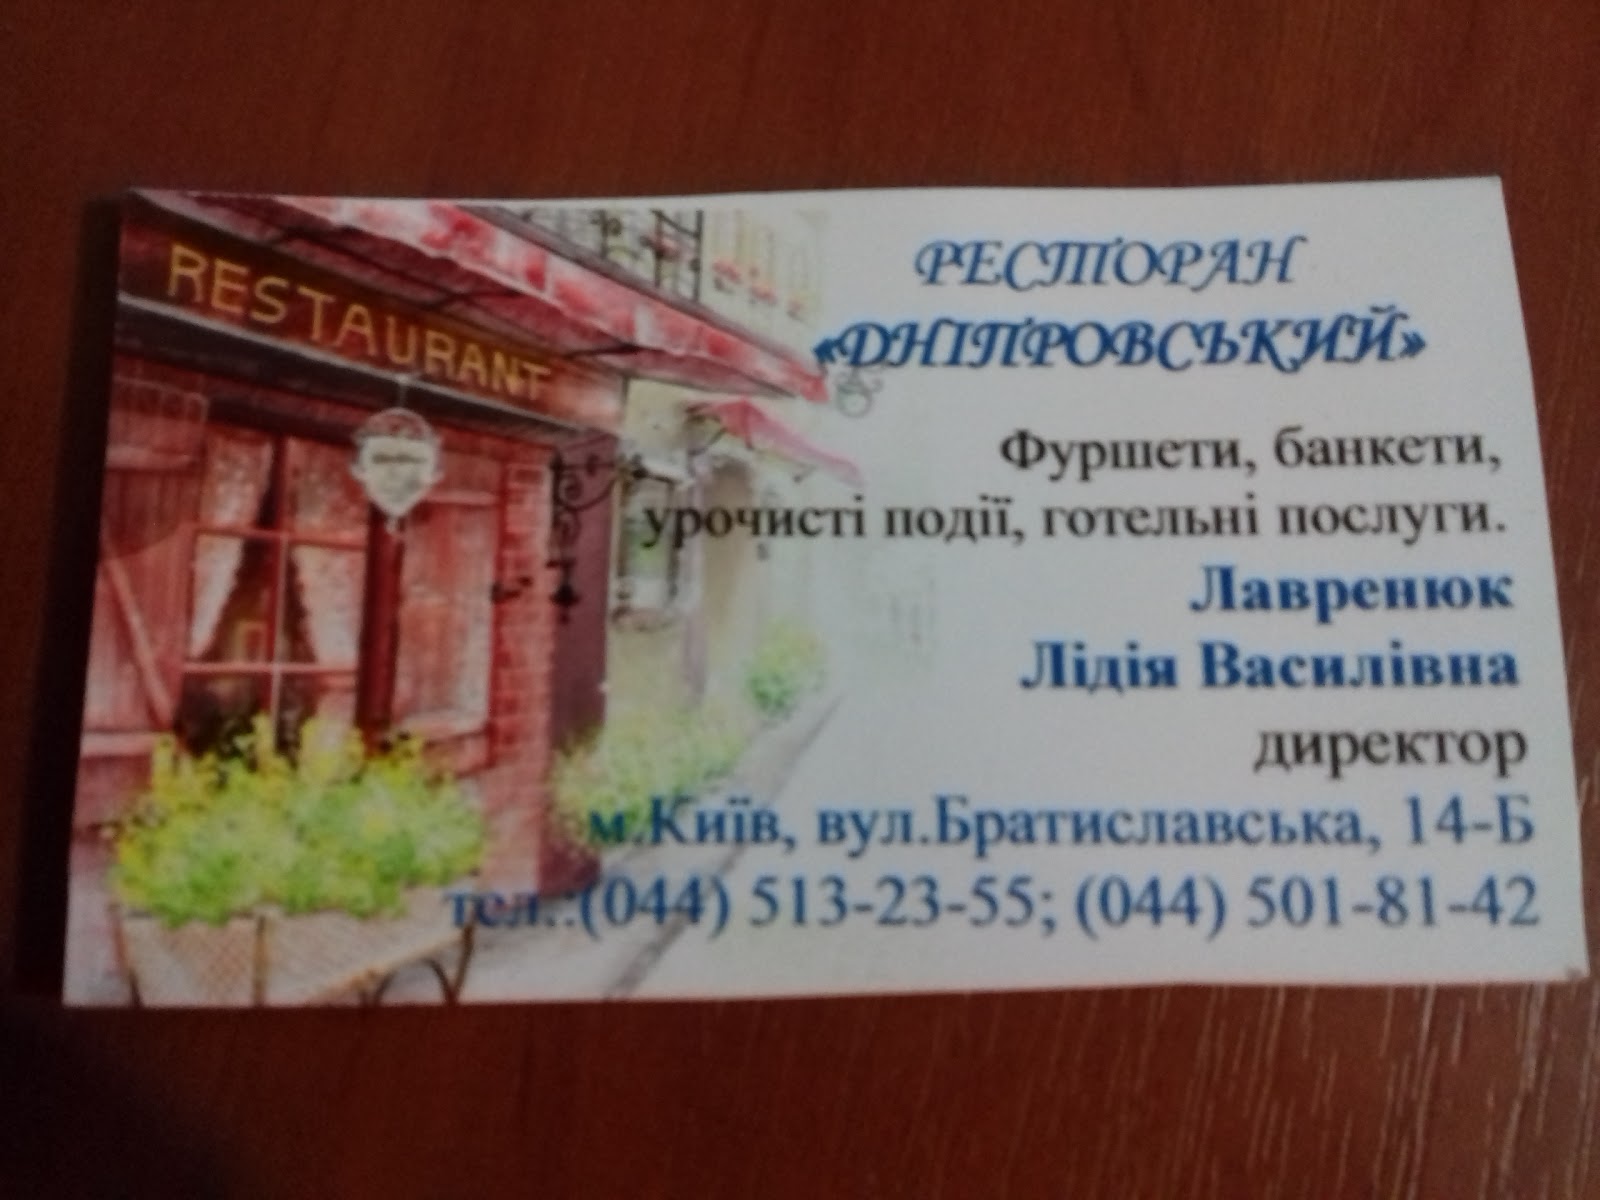 RESTAURANT
РЕСТОРАН
«ДНІПРОВСЬКИЙ»
Фуршети, банкети,
урочисті події, готельні послуги.
Лавренюк
Лідія Василівна
директор
м.Київ, вул.Братиславська, 14-Б
тел.:(044) 513-23-55; (044) 501-81-42